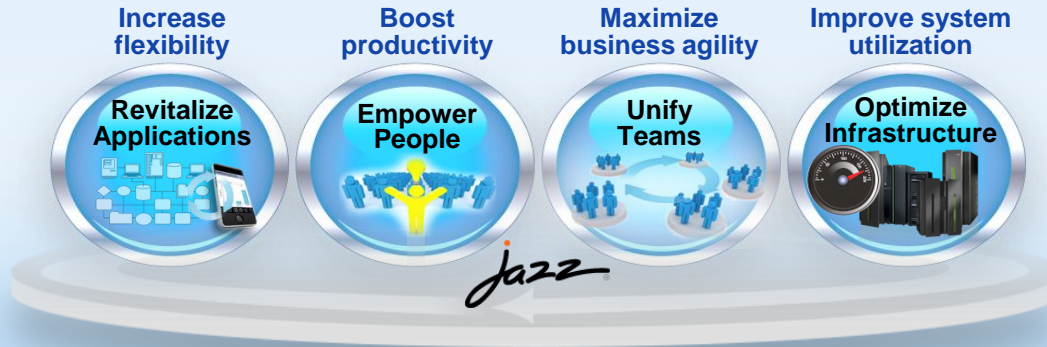 Increase
flexibility
Boost
productivity
Maximize
business agility
Improve system
utilization
Revitalize
Applications
Empower
People
Unify
Teams
Optimize
Infrastructure
jazz